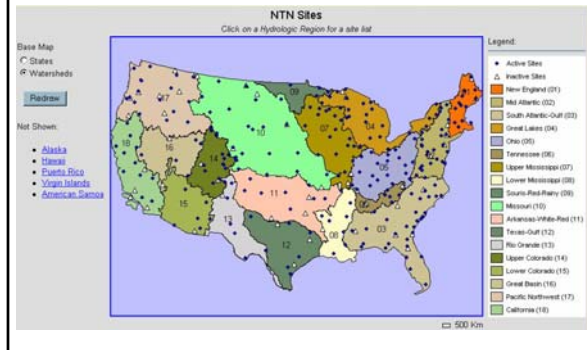 NTN Sites
Click on a Hydrologic Region for a site list
Base Map
States
Watersheds
Redraw
Not Shown:
Alaska
Hawaii
Puerto Rico
Virgin Islands
American Samoa
17
09
10
07
04
18
16
14
05
02
15
11
06
13
12
08
03
500 Km
Legend:
Active Sites
Inactive Sites
New England (01)
Mid Atlantic (02)
South Atlantic-Gulf (03)
Great Lakes (04)
Ohio (05)
Tennessee (06)
Upper Mississippi (07)
Lower Mississippi (08)
Souris-Red-Rainy (09)
Missouri (10)
Arkansas-White-Red (11)
Texas-Gulf (12)
Rio Grande (13)
Upper Colorado (14)
Lower Colorado (15)
Great Basin (16)
Pacific Northwest (17)
California (18)